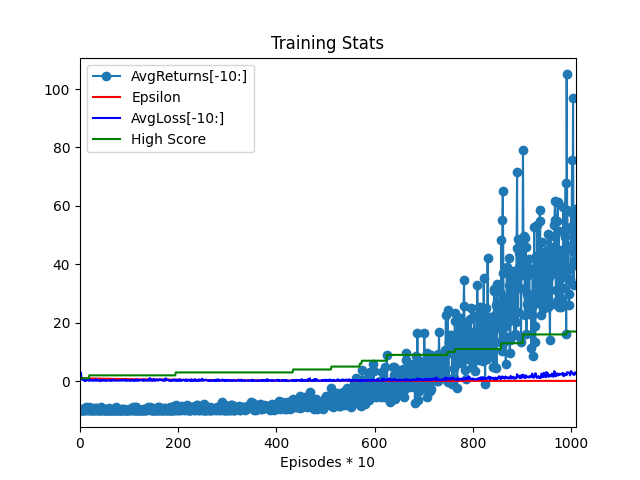 Training Stats
AvgReturns[-10:]
Epsilon
AvgLoss[-10:]
High Score
100
80
60
40
20
0
0 200 400 600 800 1000
Episodes * 10